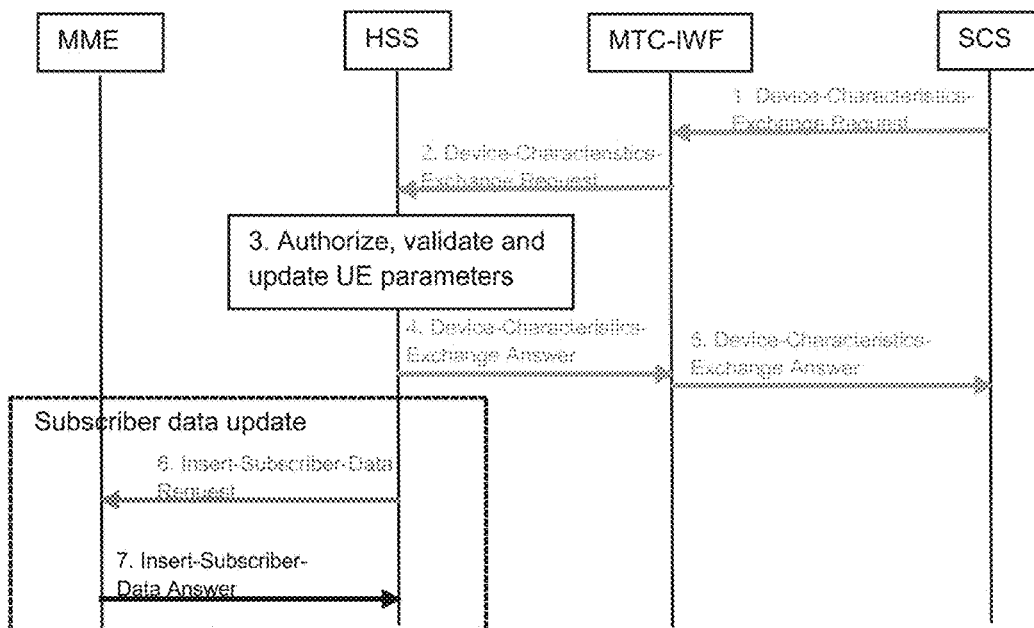 MME
HSS
MTC-IWF
SCS
1. Device-Characteristics-
Exchange Request
2. Device-Characteristics-
Exchange Request
3. Authorize, validate and
update UE parameters
4. Device-Characteristics-
Exchange Answer
5. Device-Characteristics-
Exchange Answer
Subscriber data update
6. Insert-Subscriber-Data
Request
7. Insert-Subscriber-
Data Answer